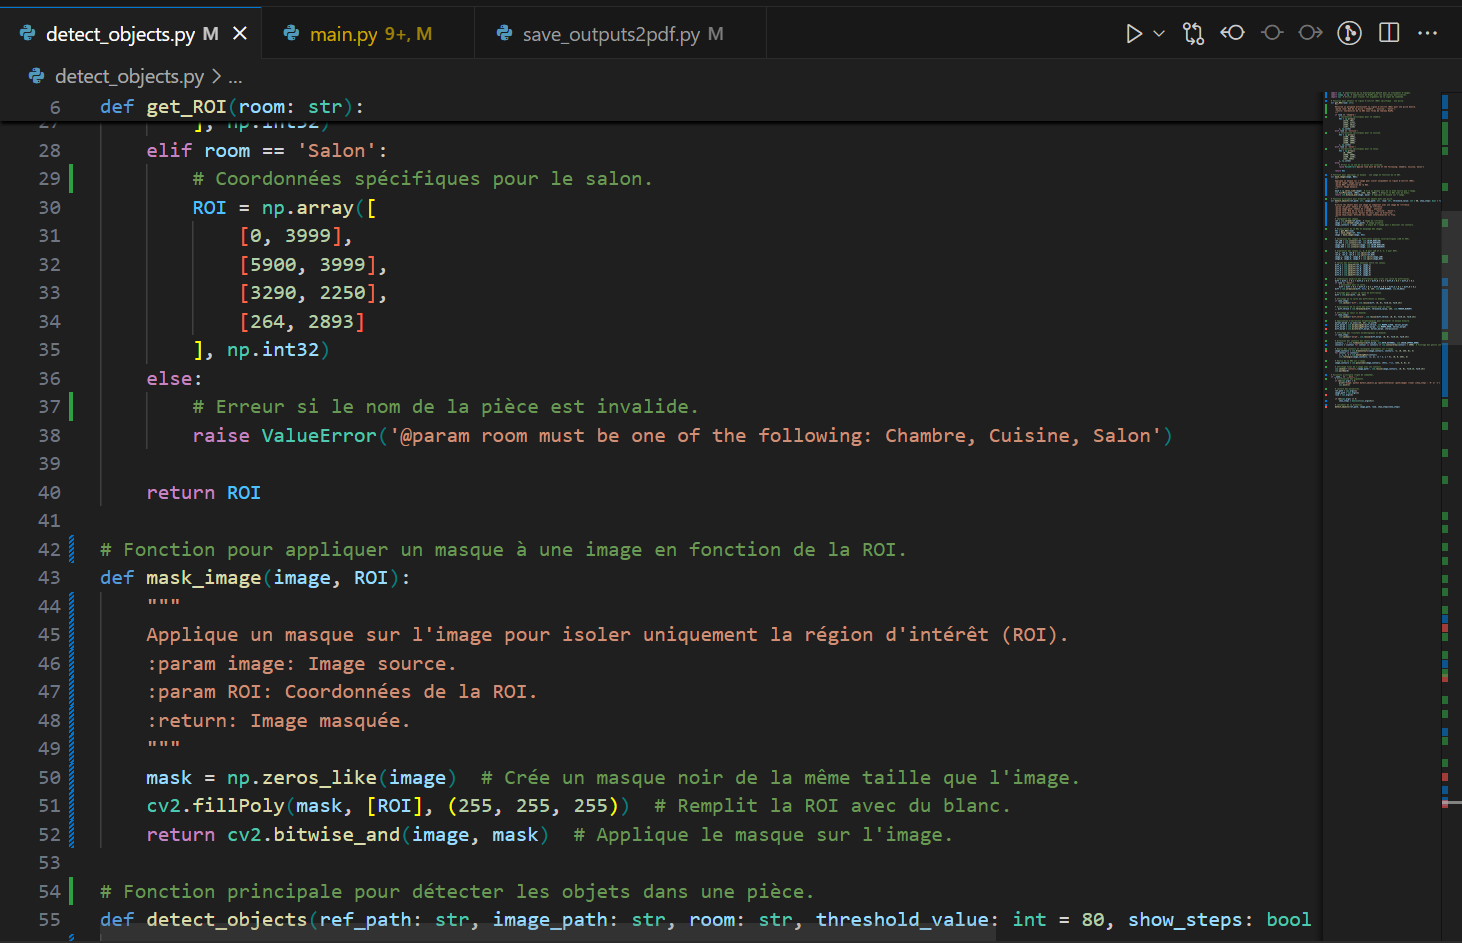 detect_objects.py M
main.py 9+, M
save_outputs2pdf.py M
detect_objects.py > ...
6 def get_ROI(room: str):
27 ], np.int32)
28 elif room == 'Salon':
29 # Coordonnées spécifiques pour le salon.
30 ROI = np.array([
31 [0, 3999],
32 [5900, 3999],
33 [3290, 2250],
34 [264, 2893]
35 ], np.int32)
36 else:
37 # Erreur si le nom de la pièce est invalide.
38 raise ValueError('@param room must be one of the following: Chambre, Cuisine, Salon')
39
40 return ROI
41
42 # Fonction pour appliquer un masque à une image en fonction de la ROI.
43 def mask_image(image, ROI):
44 """
45 Applique un masque sur l'image pour isoler uniquement la région d'intérêt (ROI).
46 :param image: Image source.
47 :param ROI: Coordonnées de la ROI.
48 :return: Image masquée.
49 """
50 mask = np.zeros_like(image)  # Crée un masque noir de la même taille que l'image.
51 cv2.fillPoly(mask, [ROI], (255, 255, 255))  # Remplit la ROI avec du blanc.
52 return cv2.bitwise_and(image, mask)  # Applique le masque sur l'image.
53
54 # Fonction principale pour détecter les objets dans une pièce.
55 def detect_objects(ref_path: str, image_path: str, room: str, threshold_value: int = 80, show_steps: bool